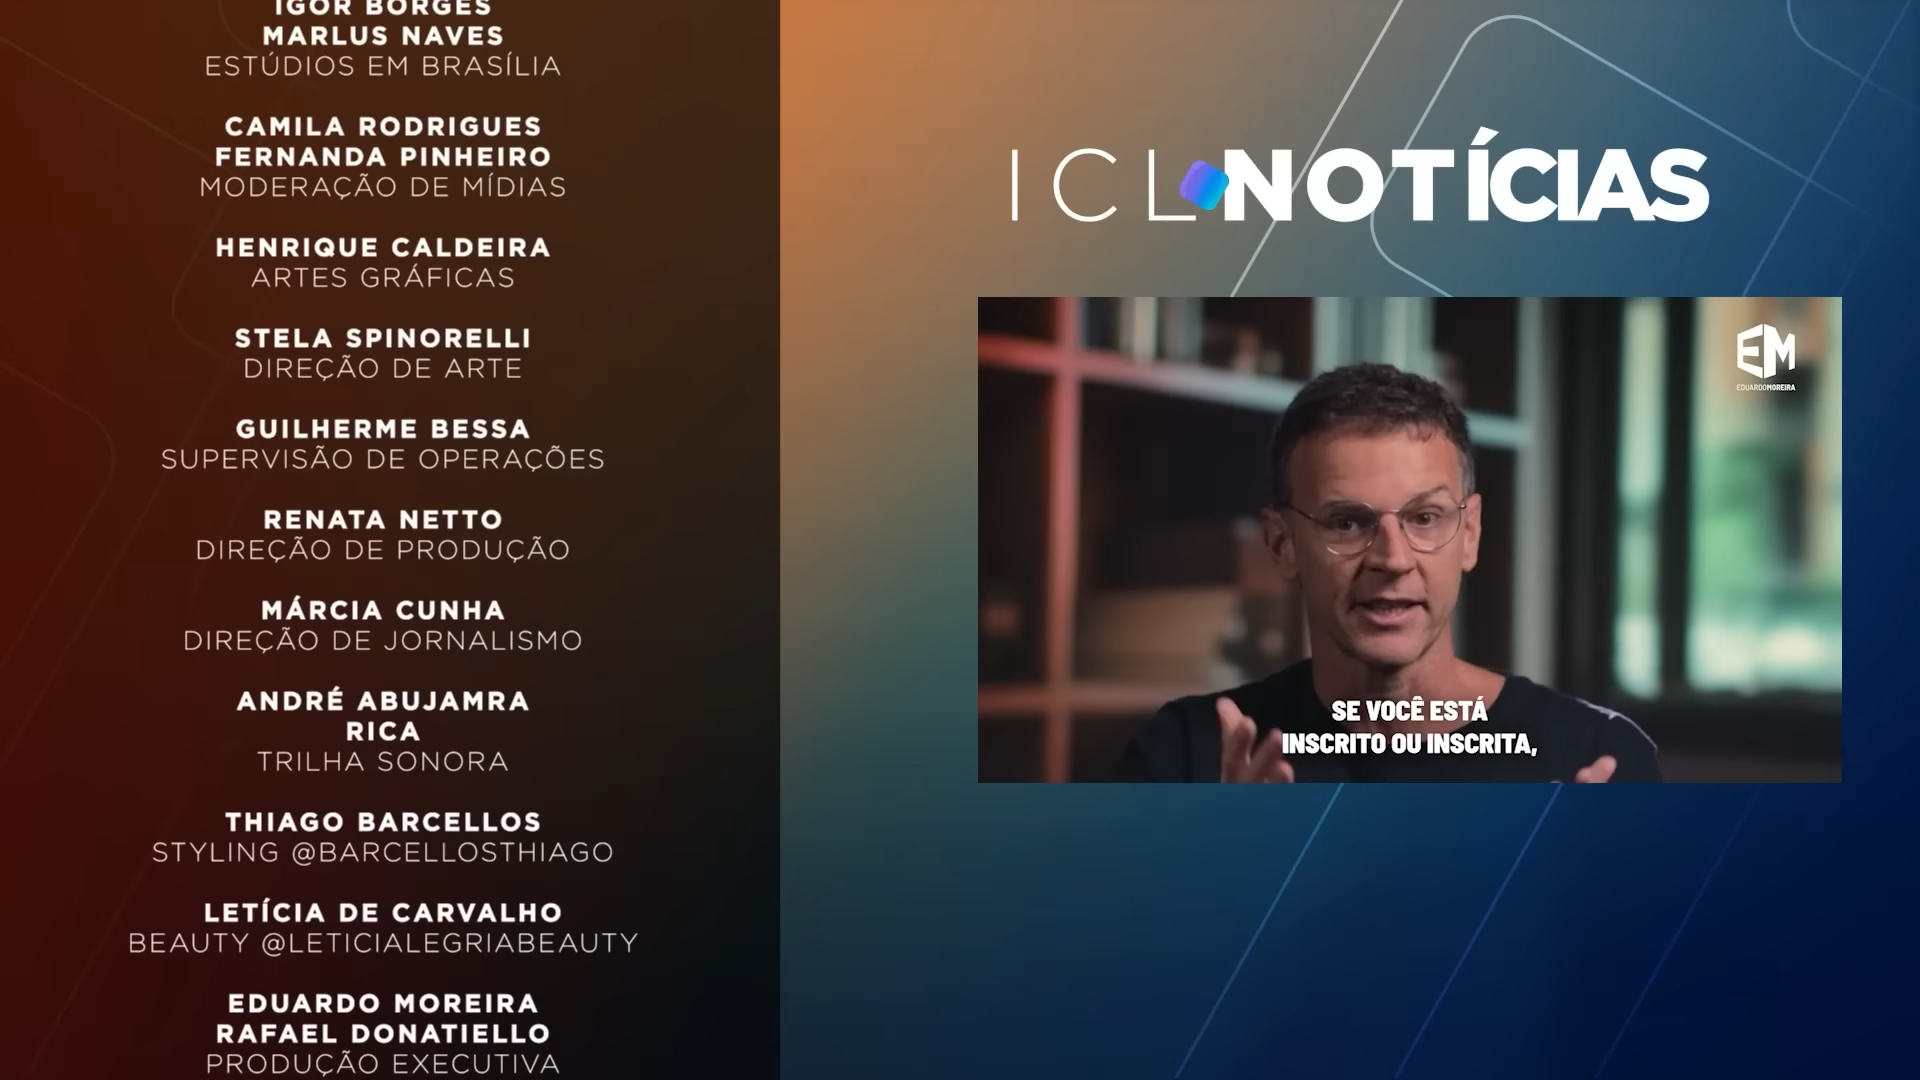 IGOR BORGES
MARLUS NAVES
ESTÚDIOS EM BRASÍLIA
CAMILA RODRIGUES
FERNANDA PINHEIRO
MODERAÇÃO DE MÍDIAS
HENRIQUE CALDEIRA
ARTES GRÁFICAS
STELA SPINORELLI
DIREÇÃO DE ARTE
GUILHERME BESSA
SUPERVISÃO DE OPERAÇÕES
RENATA NETTO
DIREÇÃO DE PRODUÇÃO
MÁRCIA CUNHA
DIREÇÃO DE JORNALISMO
ANDRÉ ABUJAMRA
RICA
TRILHA SONORA
THIAGO BARCELLOS
STYLING @BARCELLOSTHIAGO
LETÍCIA DE CARVALHO
BEAUTY @LETICIALEGRIABEAUTY
EDUARDO MOREIRA
RAFAEL DONATIELLO
PRODUÇÃO EXECUTIVA
ICL NOTÍCIAS
EM
EDUARDOMOREIRA
SE VOCÊ ESTÁ
INSCRITO OU INSCRITA,